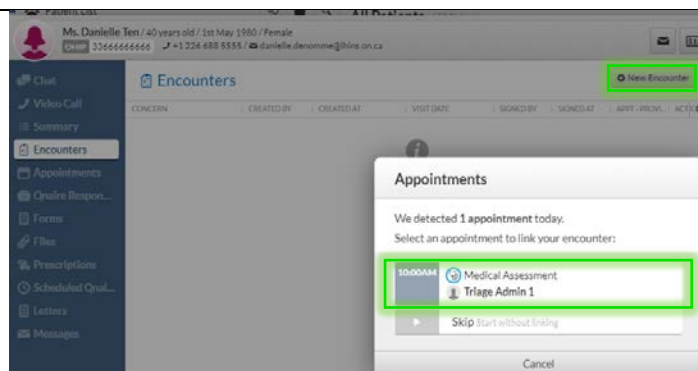 Patient List
All Patients
Ms. Danielle Ten / 40 years old / 1st May 1980 / Female
OHIP 33666666666 +1 226 688 5555 / danielle.denomme@lhins.on.ca
Chat
Video Call
Summary
Encounters
Appointments
Qnaire Respon...
Forms
Files
Prescriptions
Scheduled Qnai...
Letters
Messages
Encounters
New Encounter
CONCERN CREATED BY CREATED AT VISIT DATE SIGNED BY SIGNED AT APPT - PROVI...
Appointments
We detected 1 appointment today.
Select an appointment to link your encounter:
10:00AM Medical Assessment
Triage Admin 1
Skip Start without linking
Cancel